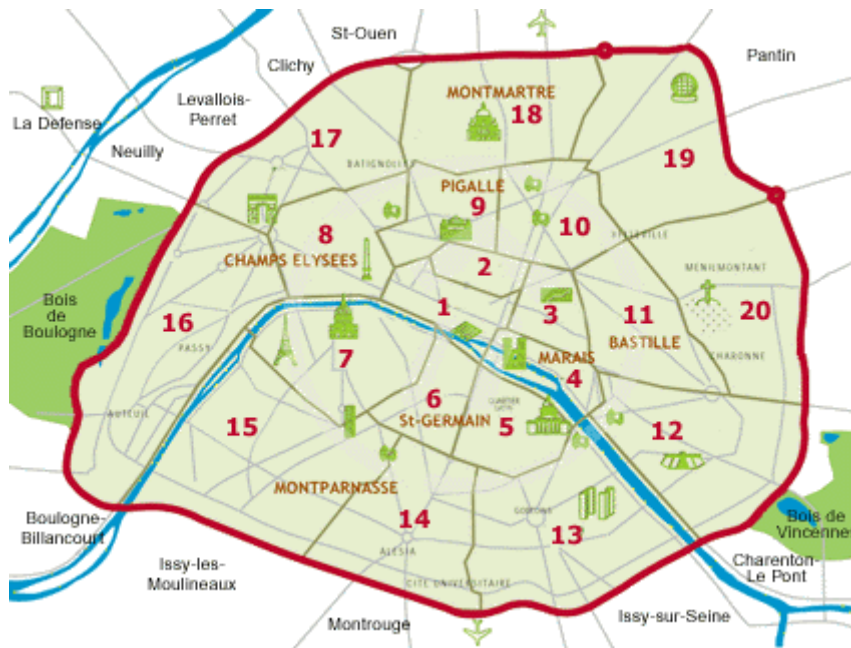 St-Ouen
Clichy
Pantin
Levallois-
Perret
La Defense
Neuilly
MONTMARTRE
18
17
19
BATIGNOLLES
PIGALLE
9
10
8
BELLEVILLE
CHAMPS ELYSEES
2
MENILMONTANT
Bois
de
Boulogne
16
1
3
11
20
PASSY
7
MARAIS
BASTILLE
CHARONNE
4
6
QUARTIER
LATIN
AUTEUIL
15
St-GERMAIN
5
12
MONTPARNASSE
14
GOBELINS
13
Boulogne-
Billancourt
Bois de
Vincennes
ALESIA
Issy-les-
Moulineaux
CITE UNIVERSITAIRE
Charenton-
Le Pont
Montrouge
Issy-sur-Seine